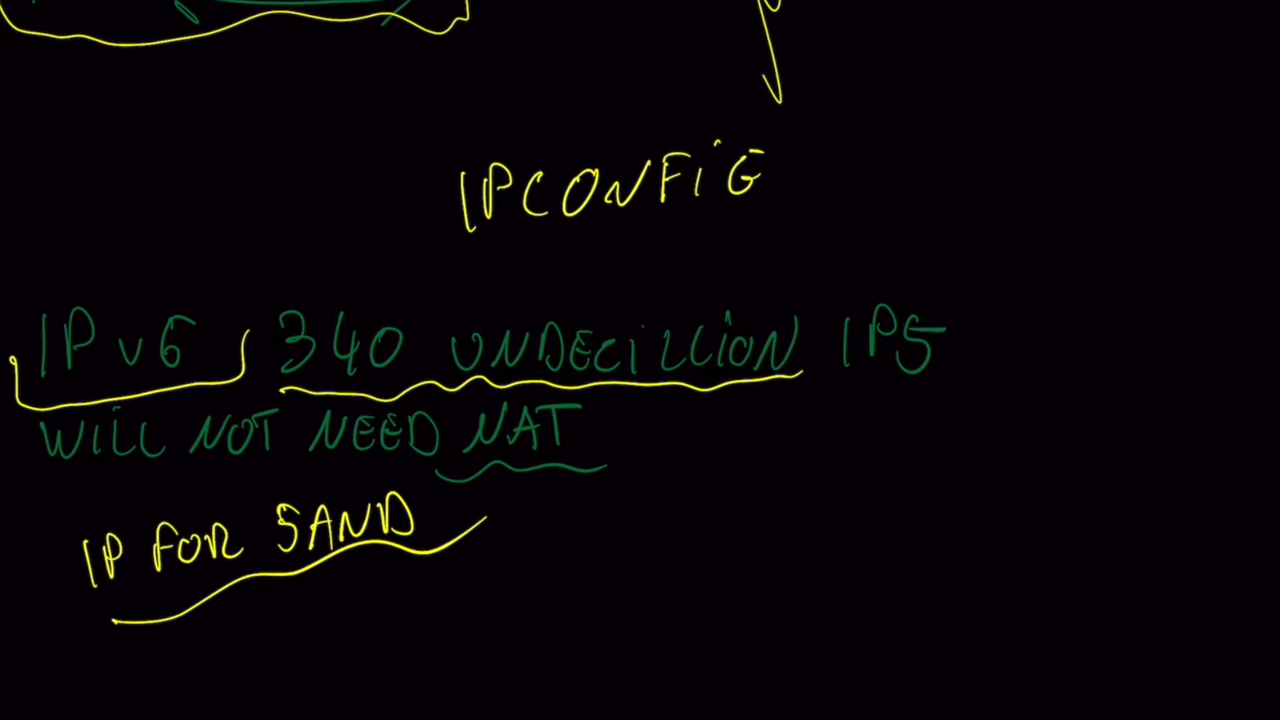 IPCONFiG
IPv6 340 UNDECiLLiON IPS
WiLL NOT NEED NAT
IP FOR SAND